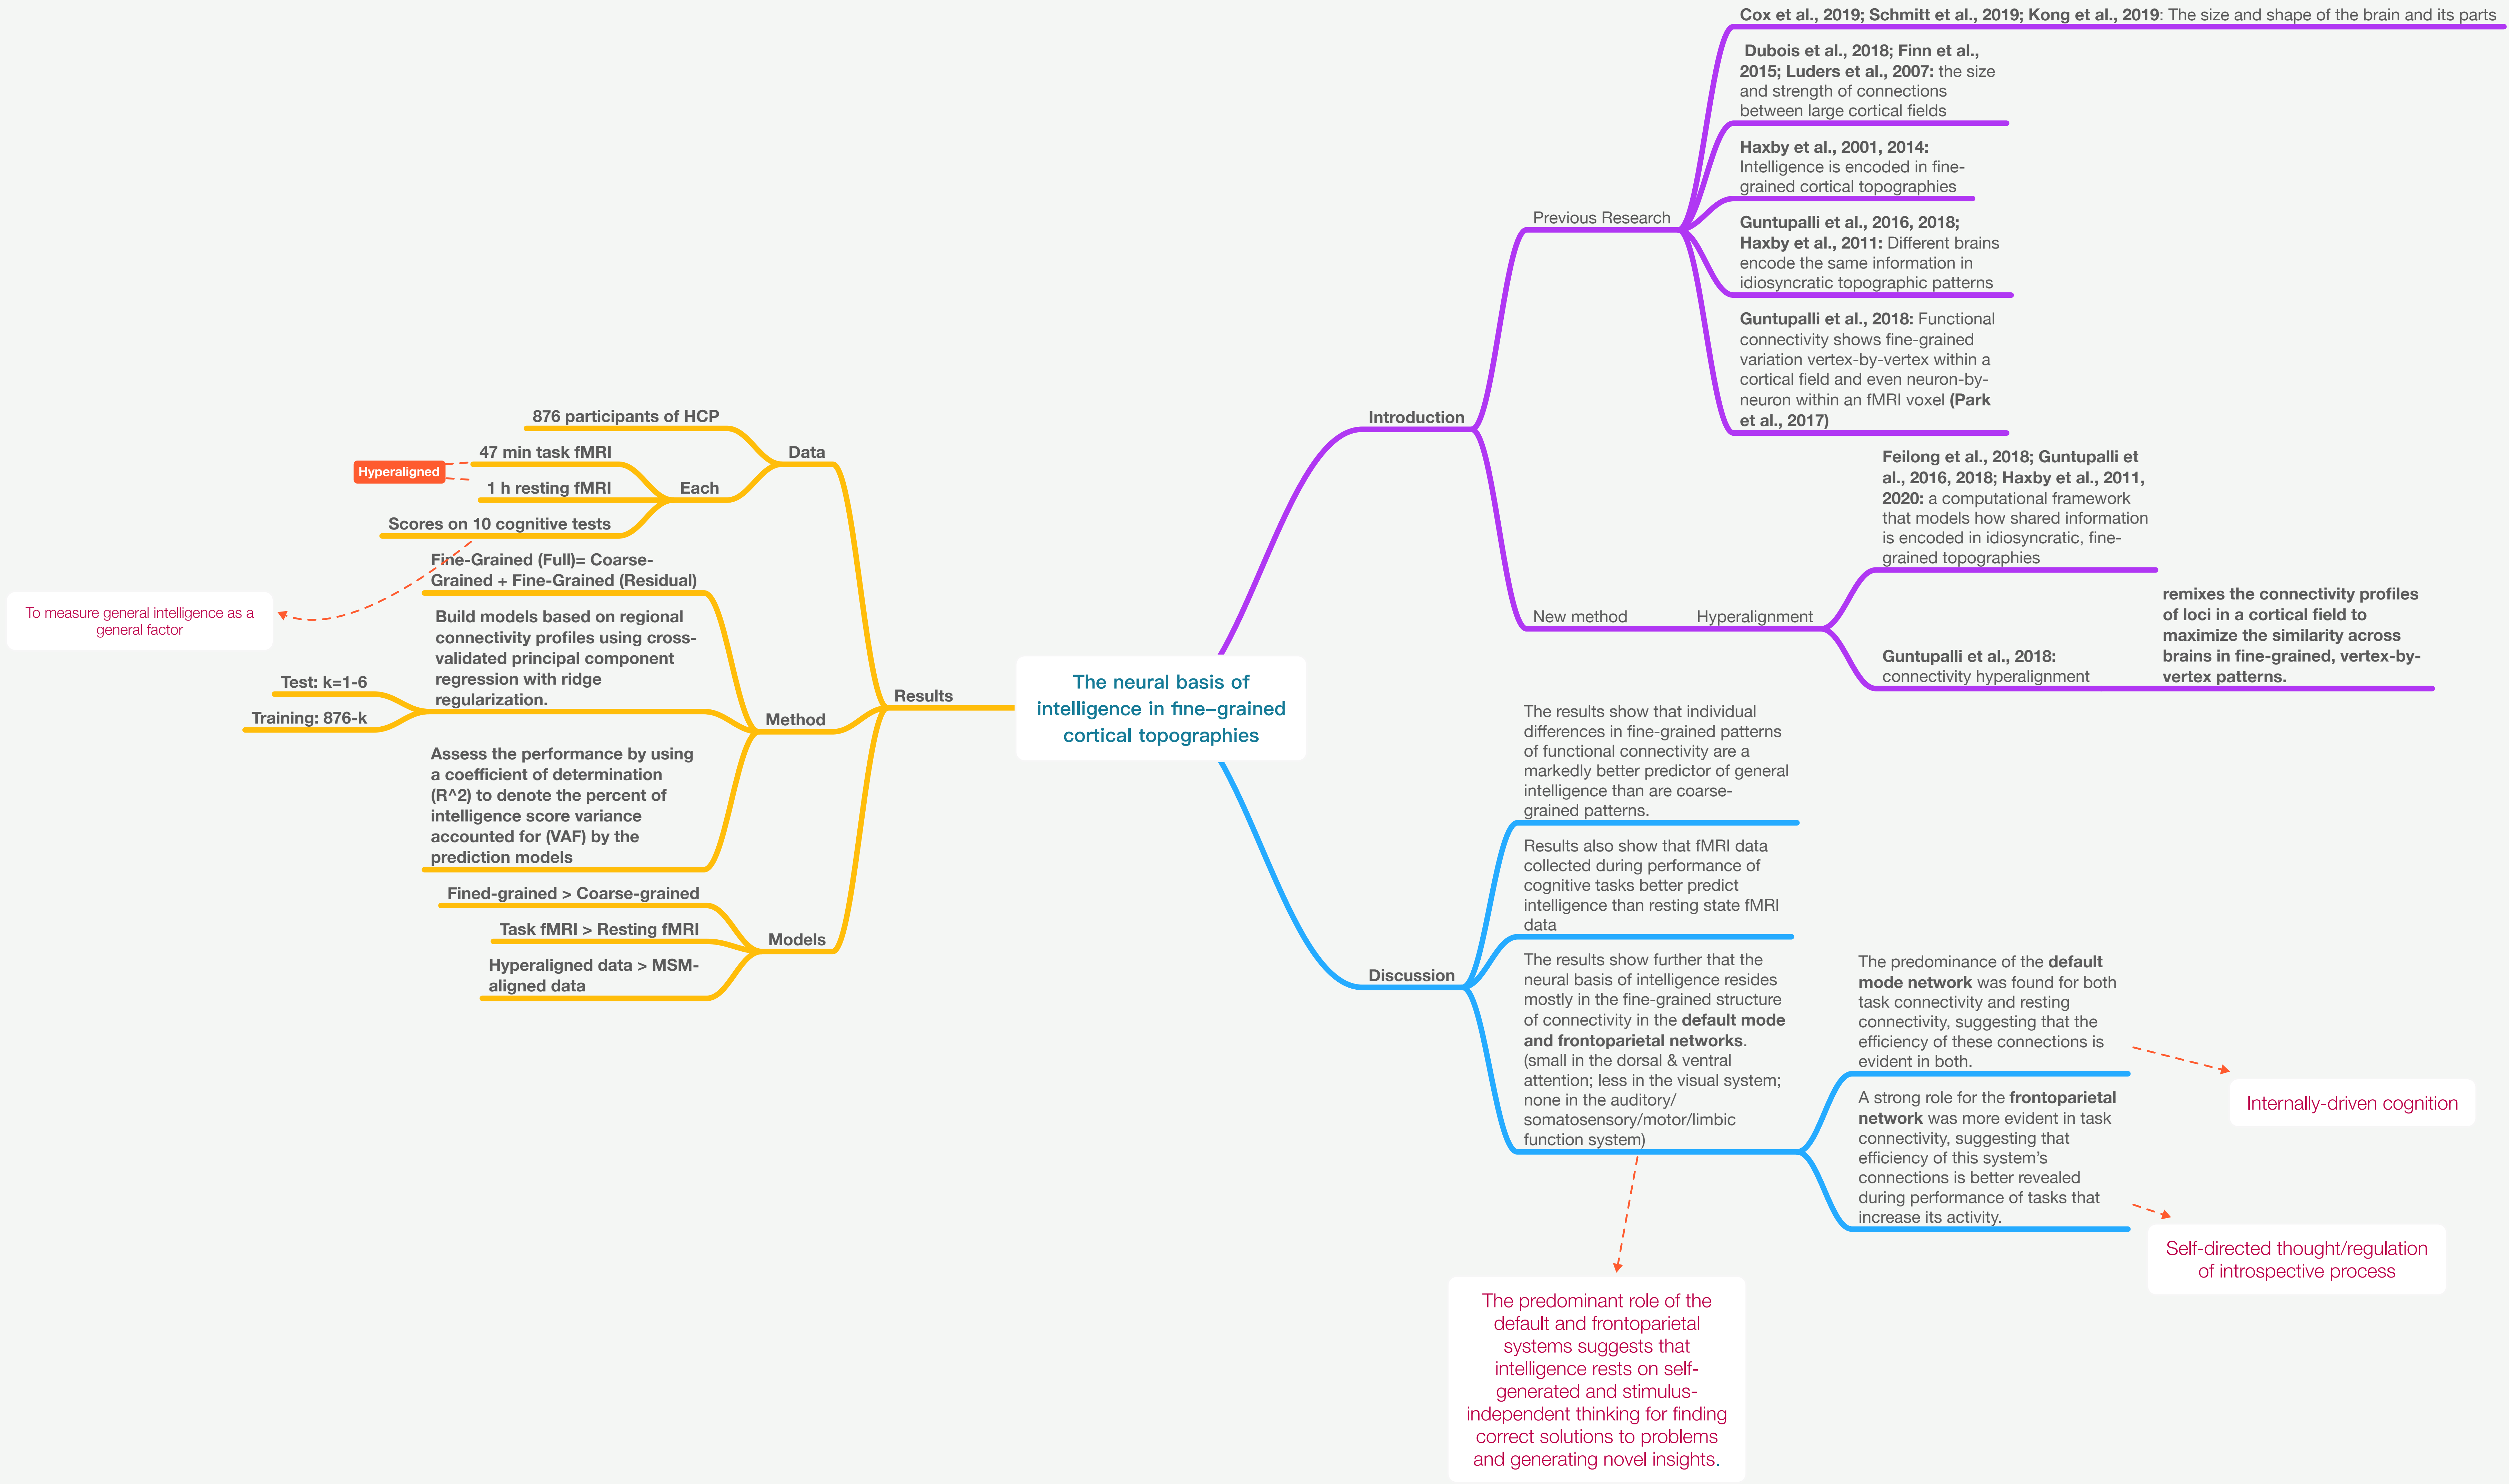 The neural basis of
intelligence in fine–grained
cortical topographies
Introduction
Previous Research
Cox et al., 2019; Schmitt et al., 2019; Kong et al., 2019: The size and shape of the brain and its parts
Dubois et al., 2018; Finn et al.,
2015; Luders et al., 2007: the size
and strength of connections
between large cortical fields
Haxby et al., 2001, 2014:
Intelligence is encoded in fine-
grained cortical topographies
Guntupalli et al., 2016, 2018;
Haxby et al., 2011: Different brains
encode the same information in
idiosyncratic topographic patterns
Guntupalli et al., 2018: Functional
connectivity shows fine-grained
variation vertex-by-vertex within a
cortical field and even neuron-by-
neuron within an fMRI voxel (Park
et al., 2017)
New method
Hyperalignment
Feilong et al., 2018; Guntupalli et
al., 2016, 2018; Haxby et al., 2011,
2020: a computational framework
that models how shared information
is encoded in idiosyncratic, fine-
grained topographies
Guntupalli et al., 2018:
connectivity hyperalignment
remixes the connectivity profiles
of loci in a cortical field to
maximize the similarity across
brains in fine-grained, vertex-by-
vertex patterns.
Results
Data
876 participants of HCP
Each
47 min task fMRI
1 h resting fMRI
Hyperaligned
Scores on 10 cognitive tests
To measure general intelligence as a
general factor
Method
Fine-Grained (Full)= Coarse-
Grained + Fine-Grained (Residual)
Build models based on regional
connectivity profiles using cross-
validated principal component
regression with ridge
regularization.
Test: k=1-6
Training: 876-k
Assess the performance by using
a coefficient of determination
(R^2) to denote the percent of
intelligence score variance
accounted for (VAF) by the
prediction models
Models
Fined-grained > Coarse-grained
Task fMRI > Resting fMRI
Hyperaligned data > MSM-
aligned data
Discussion
The results show that individual
differences in fine-grained patterns
of functional connectivity are a
markedly better predictor of general
intelligence than are coarse-
grained patterns.
Results also show that fMRI data
collected during performance of
cognitive tasks better predict
intelligence than resting state fMRI
data
The results show further that the
neural basis of intelligence resides
mostly in the fine-grained structure
of connectivity in the default mode
and frontoparietal networks.
(small in the dorsal & ventral
attention; less in the visual system;
none in the auditory/
somatosensory/motor/limbic
function system)
The predominance of the default
mode network was found for both
task connectivity and resting
connectivity, suggesting that the
efficiency of these connections is
evident in both.
Internally-driven cognition
A strong role for the frontoparietal
network was more evident in task
connectivity, suggesting that
efficiency of this system’s
connections is better revealed
during performance of tasks that
increase its activity.
Self-directed thought/regulation
of introspective process
The predominant role of the
default and frontoparietal
systems suggests that
intelligence rests on self-
generated and stimulus-
independent thinking for finding
correct solutions to problems
and generating novel insights.